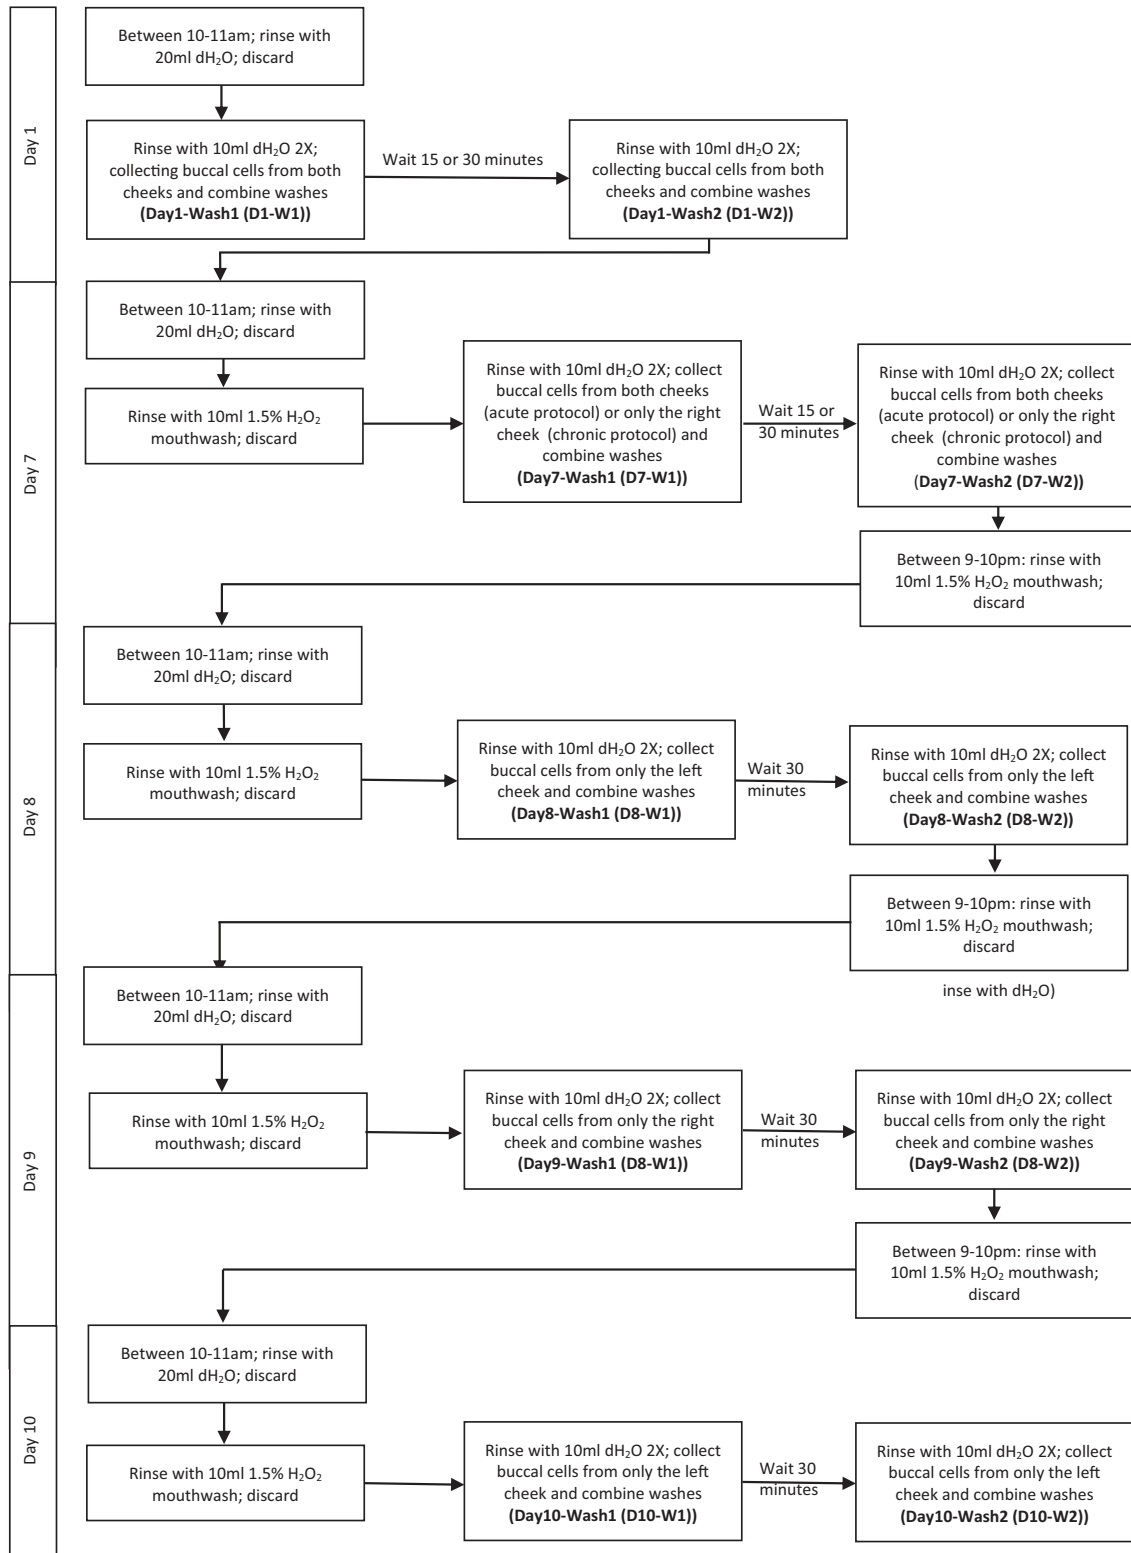 Day 1
Between 10-11am; rinse with
20ml dH₂O; discard
Rinse with 10ml dH₂O 2X;
collecting buccal cells from both
cheeks and combine washes
(Day1-Wash1 (D1-W1))
Wait 15 or 30 minutes
Rinse with 10ml dH₂O 2X;
collecting buccal cells from both
cheeks and combine washes
(Day1-Wash2 (D1-W2))
Day 7
Between 10-11am; rinse with
20ml dH₂O; discard
Rinse with 10ml 1.5% H₂O₂
mouthwash; discard
Rinse with 10ml dH₂O 2X; collect
buccal cells from both cheeks
(acute protocol) or only the right
cheek (chronic protocol) and
combine washes
(Day7-Wash1 (D7-W1))
Wait 15 or
30 minutes
Rinse with 10ml dH₂O 2X; collect
buccal cells from both cheeks
(acute protocol) or only the right
cheek (chronic protocol) and
combine washes
(Day7-Wash2 (D7-W2))
Between 9-10pm: rinse with
10ml 1.5% H₂O₂ mouthwash;
discard
Day 8
Between 10-11am; rinse with
20ml dH₂O; discard
Rinse with 10ml 1.5% H₂O₂
mouthwash; discard
Rinse with 10ml dH₂O 2X; collect
buccal cells from only the left
cheek and combine washes
(Day8-Wash1 (D8-W1))
Wait 30
minutes
Rinse with 10ml dH₂O 2X; collect
buccal cells from only the left
cheek and combine washes
(Day8-Wash2 (D8-W2))
Between 9-10pm: rinse with
10ml 1.5% H₂O₂ mouthwash;
discard
inse with dH₂O)
Day 9
Between 10-11am; rinse with
20ml dH₂O; discard
Rinse with 10ml 1.5% H₂O₂
mouthwash; discard
Rinse with 10ml dH₂O 2X; collect
buccal cells from only the right
cheek and combine washes
(Day9-Wash1 (D8-W1))
Wait 30
minutes
Rinse with 10ml dH₂O 2X; collect
buccal cells from only the right
cheek and combine washes
(Day9-Wash2 (D8-W2))
Between 9-10pm: rinse with
10ml 1.5% H₂O₂ mouthwash;
discard
Day 10
Between 10-11am; rinse with
20ml dH₂O; discard
Rinse with 10ml 1.5% H₂O₂
mouthwash; discard
Rinse with 10ml dH₂O 2X; collect
buccal cells from only the left
cheek and combine washes
(Day10-Wash1 (D10-W1))
Wait 30
minutes
Rinse with 10ml dH₂O 2X; collect
buccal cells from only the left
cheek and combine washes
(Day10-Wash2 (D10-W2))